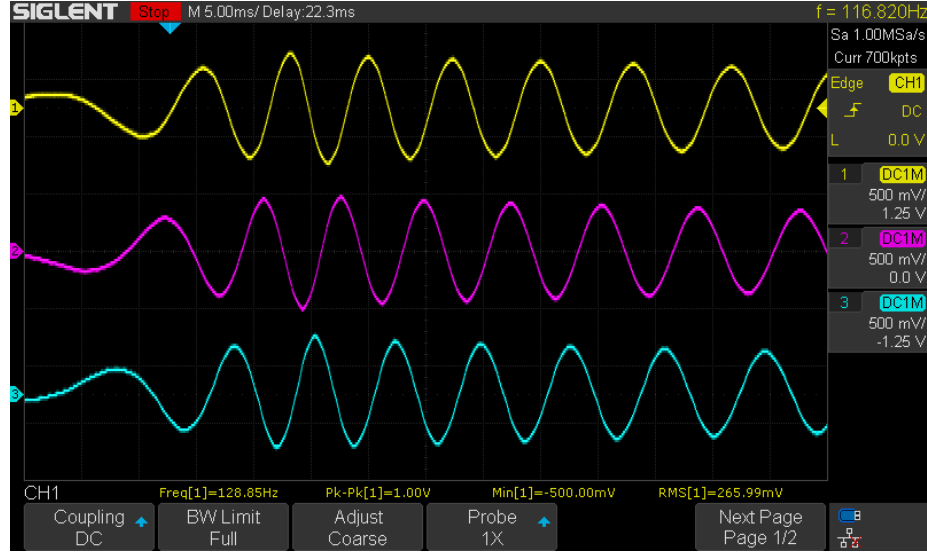 SIGLENT Stop M 5.00ms/ Delay:22.3ms f = 116.820Hz
Sa 1.00MSa/s
Curr 700kpts
Edge CH1
DC
L 0.0 V
1 DC1M
500 mV/
1.25 V
2 DC1M
500 mV/
0.0 V
3 DC1M
500 mV/
-1.25 V
1
2
3
CH1 Freq[1]=128.85Hz Pk-Pk[1]=1.00V Min[1]=-500.00mV RMS[1]=265.99mV
Coupling BW Limit Adjust Probe Next Page
DC Full Coarse 1X Page 1/2